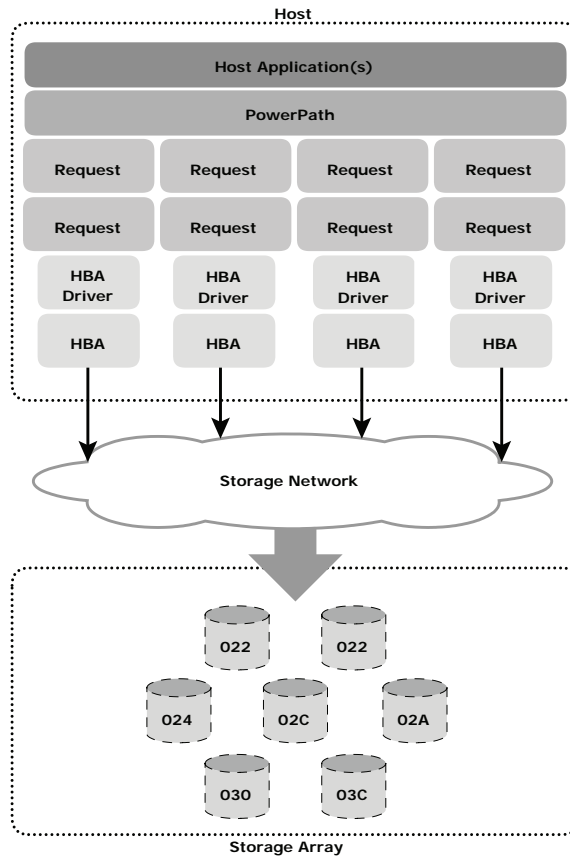 Host
Host Application(s)
PowerPath
Request Request Request Request
Request Request Request Request
HBA Driver HBA Driver HBA Driver HBA Driver
HBA HBA HBA HBA
Storage Network
022 022
024 02C 02A
030 03C
Storage Array